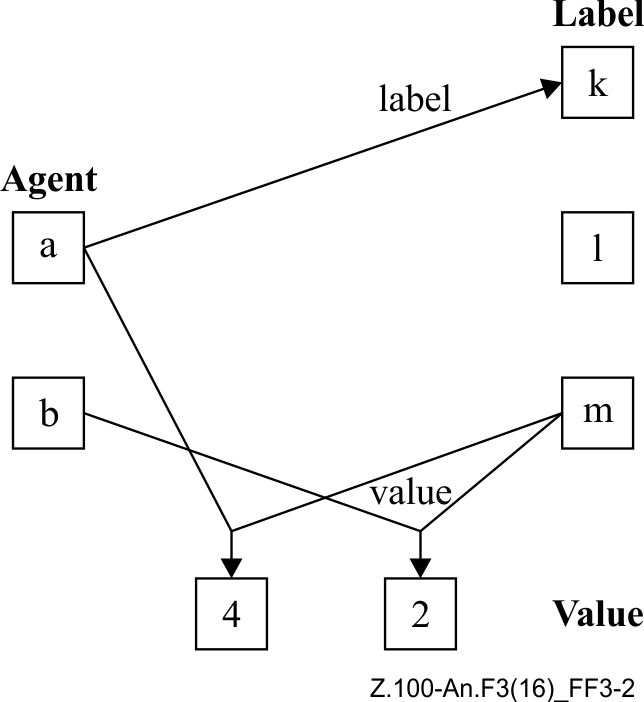 Label
k
label
Agent
a
l
b
m
value
4
2
Value
Z.100-An.F3(16)_FF3-2